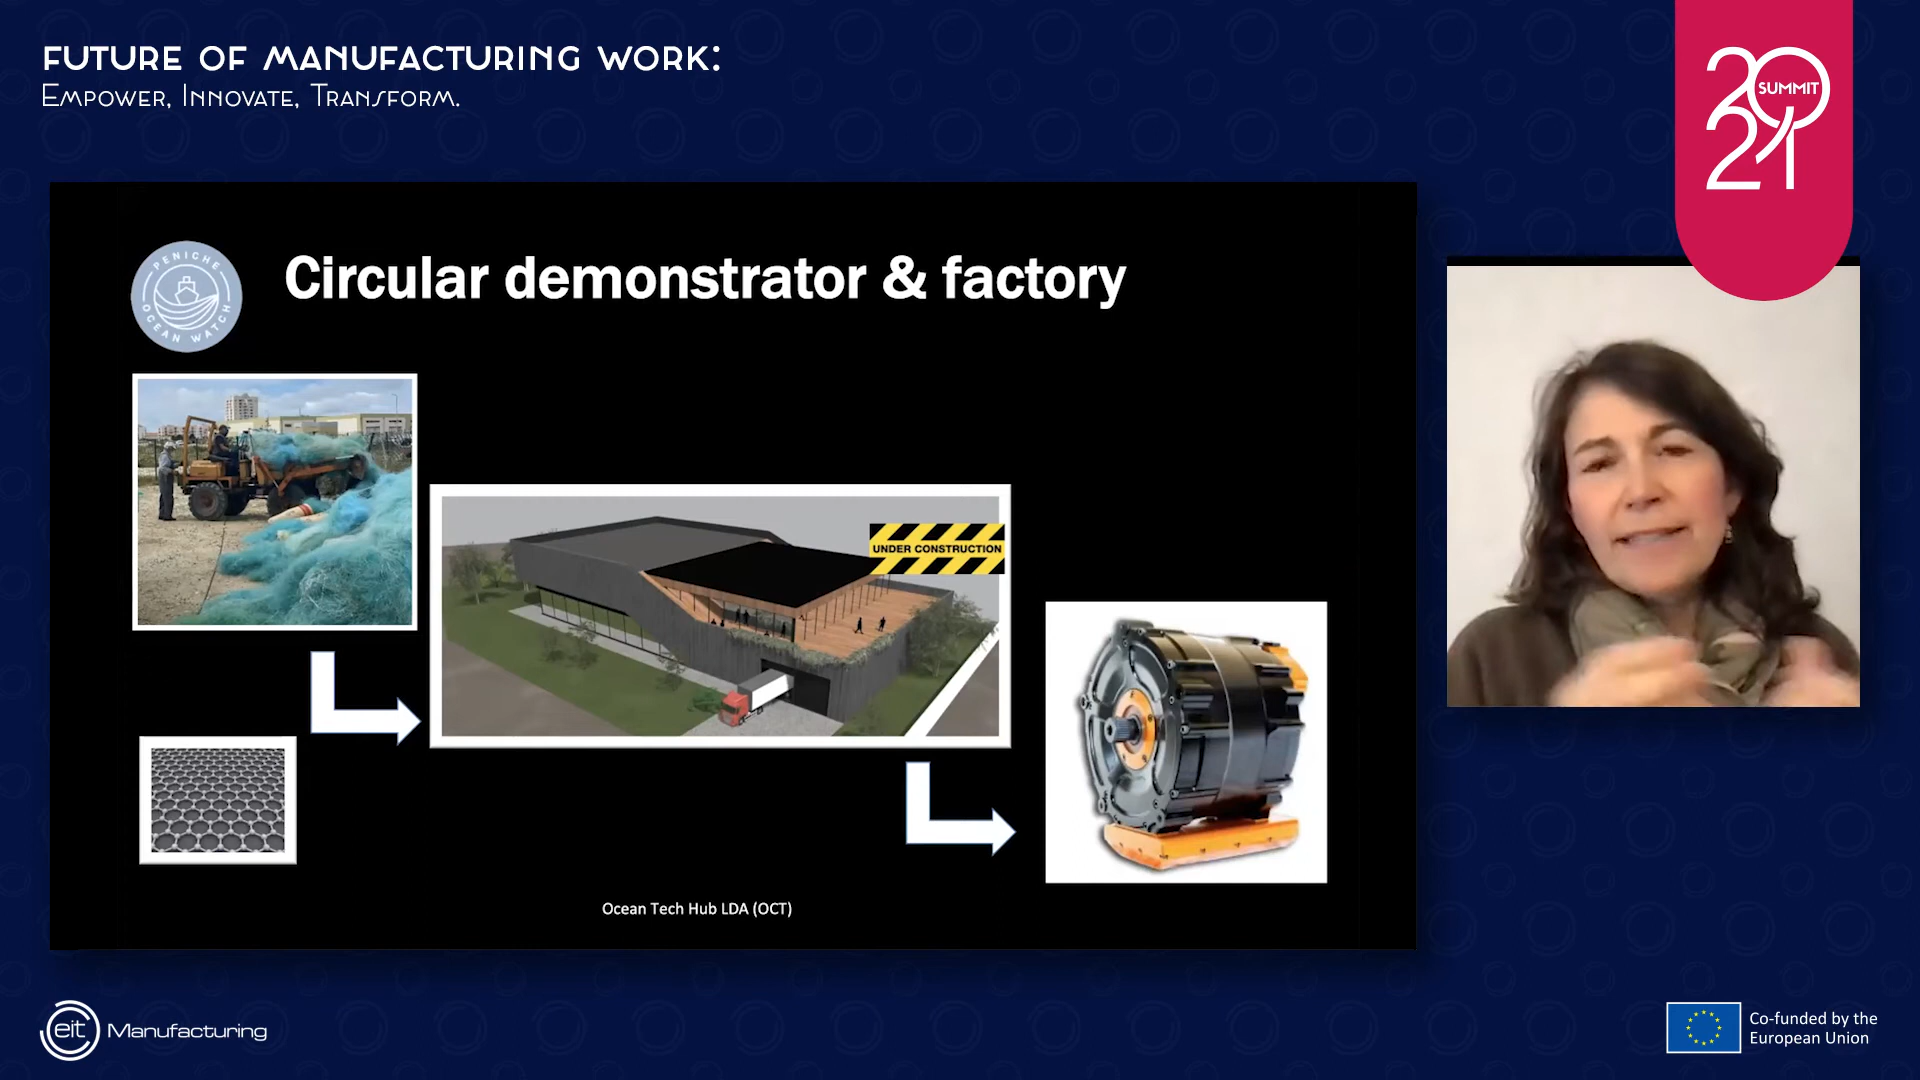 FUTURE OF MANUFACTURING WORK:
EMPOWER, INNOVATE, TRANSFORM.
2021
SUMMIT
PENICHE
OCEAN WATCH
Circular demonstrator & factory
UNDER CONSTRUCTION
Ocean Tech Hub LDA (OCT)
eit Manufacturing
Co-funded by the
European Union